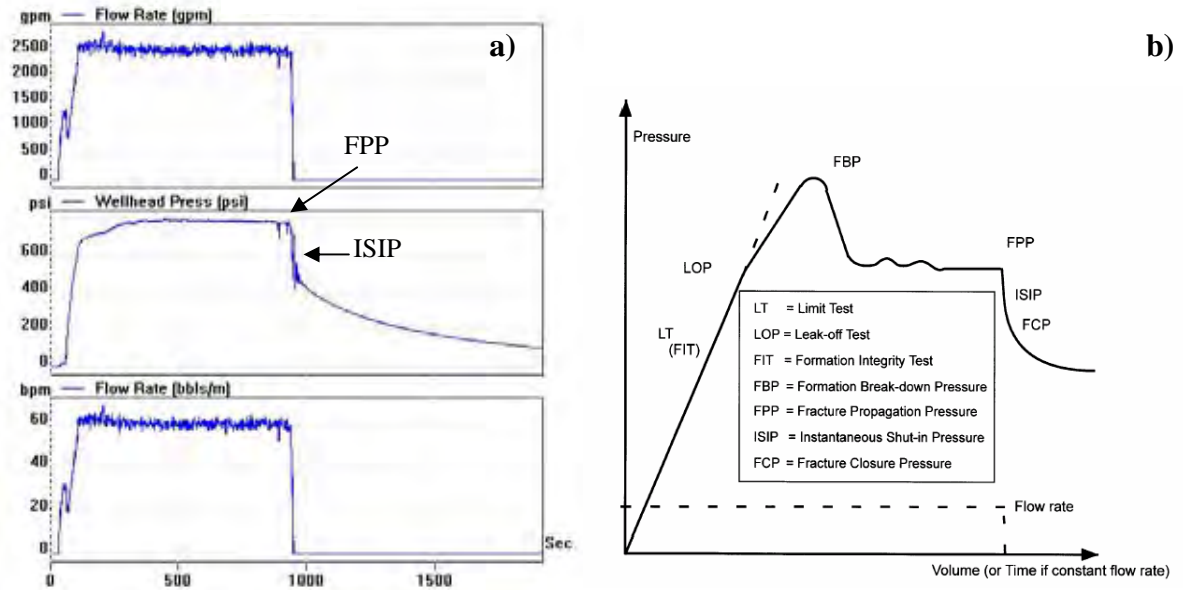 gpm — Flow Rate [gpm]
a)
2500
2000
1500
1000
500
0
FPP
psi — Wellhead Press [psi]
600
ISIP
400
200
0
bpm — Flow Rate [bbls/m]
60
40
20
0
Sec
0 500 1000 1500
b)
Pressure
FBP
LOP
FPP
ISIP
FCP
LT
(FIT)
LT = Limit Test
LOP = Leak-off Test
FIT = Formation Integrity Test
FBP = Formation Break-down Pressure
FPP = Fracture Propagation Pressure
ISIP = Instantaneous Shut-in Pressure
FCP = Fracture Closure Pressure
Flow rate
Volume (or Time if constant flow rate)